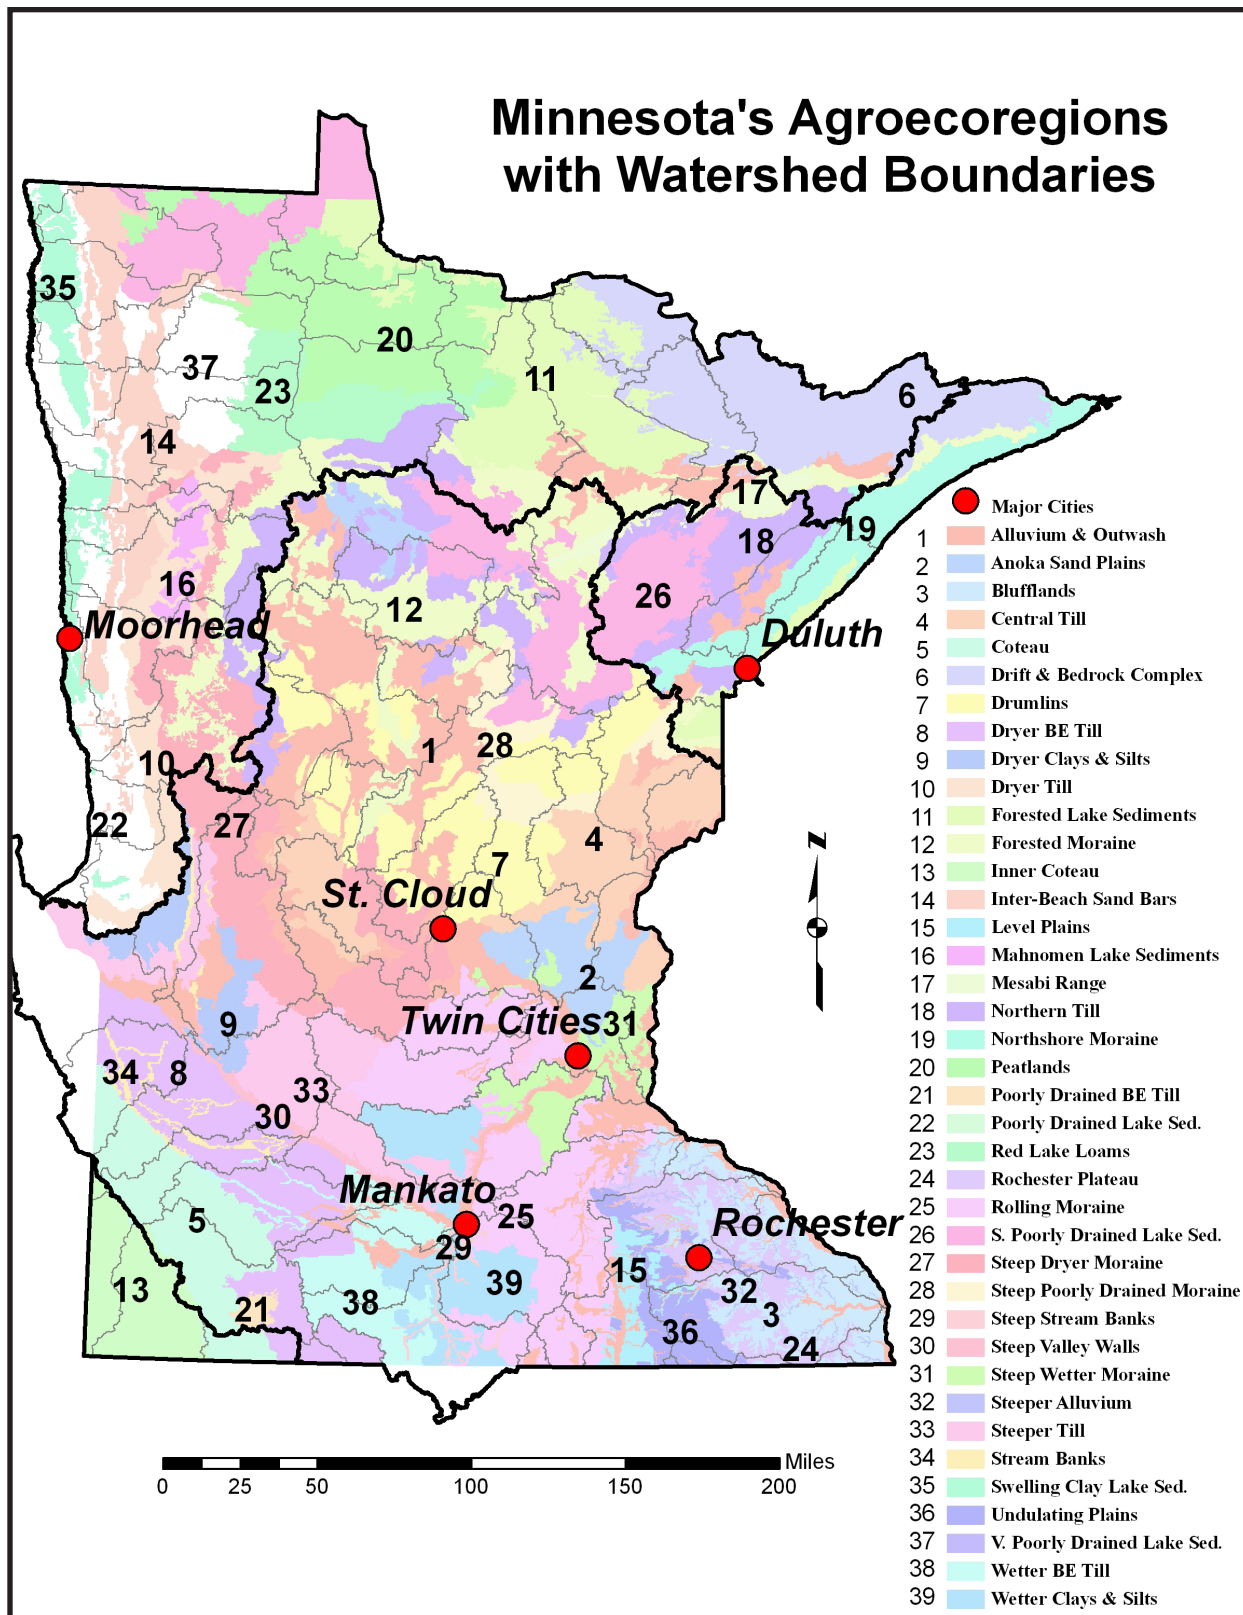 Minnesota's Agroecoregions
with Watershed Boundaries
35
20
37
23
11
6
14
17
19
18
16
26
12
Moorhead
Duluth
1
28
10
22
27
4
7
St. Cloud
2
9
Twin Cities
31
34
8
33
30
Mankato
5
25
Rochester
29
15
13
39
32
38
21
3
36
24
N
Major Cities
1 Alluvium & Outwash
2 Anoka Sand Plains
3 Blufflands
4 Central Till
5 Coteau
6 Drift & Bedrock Complex
7 Drumlins
8 Dryer BE Till
9 Dryer Clays & Silts
10 Dryer Till
11 Forested Lake Sediments
12 Forested Moraine
13 Inner Coteau
14 Inter-Beach Sand Bars
15 Level Plains
16 Mahnomen Lake Sediments
17 Mesabi Range
18 Northern Till
19 Northshore Moraine
20 Peatlands
21 Poorly Drained BE Till
22 Poorly Drained Lake Sed.
23 Red Lake Loams
24 Rochester Plateau
25 Rolling Moraine
26 S. Poorly Drained Lake Sed.
27 Steep Dryer Moraine
28 Steep Poorly Drained Moraine
29 Steep Stream Banks
30 Steep Valley Walls
31 Steep Wetter Moraine
32 Steeper Alluvium
33 Steeper Till
34 Stream Banks
35 Swelling Clay Lake Sed.
36 Undulating Plains
37 V. Poorly Drained Lake Sed.
38 Wetter BE Till
39 Wetter Clays & Silts
Miles
0 25 50 100 150 200